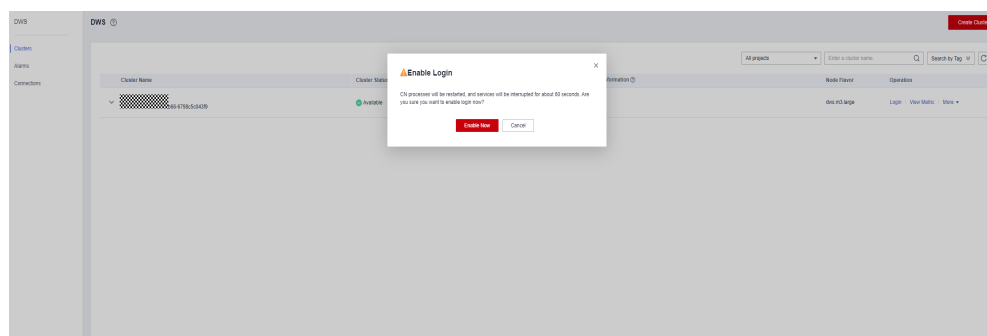 DWS
DWS
Create Cluste
Clusters
Alarms
Connections
All projects
Enter a cluster name.
Search by Tag
Cluster Name
Cluster Status
formation
Node Flavor
Operation
Available
dws.m3.large
Login View Metric More
Enable Login
CN processes will be restarted, and services will be interrupted for about 60 seconds. Are
you sure you want to enable login now?
Enable Now
Cancel